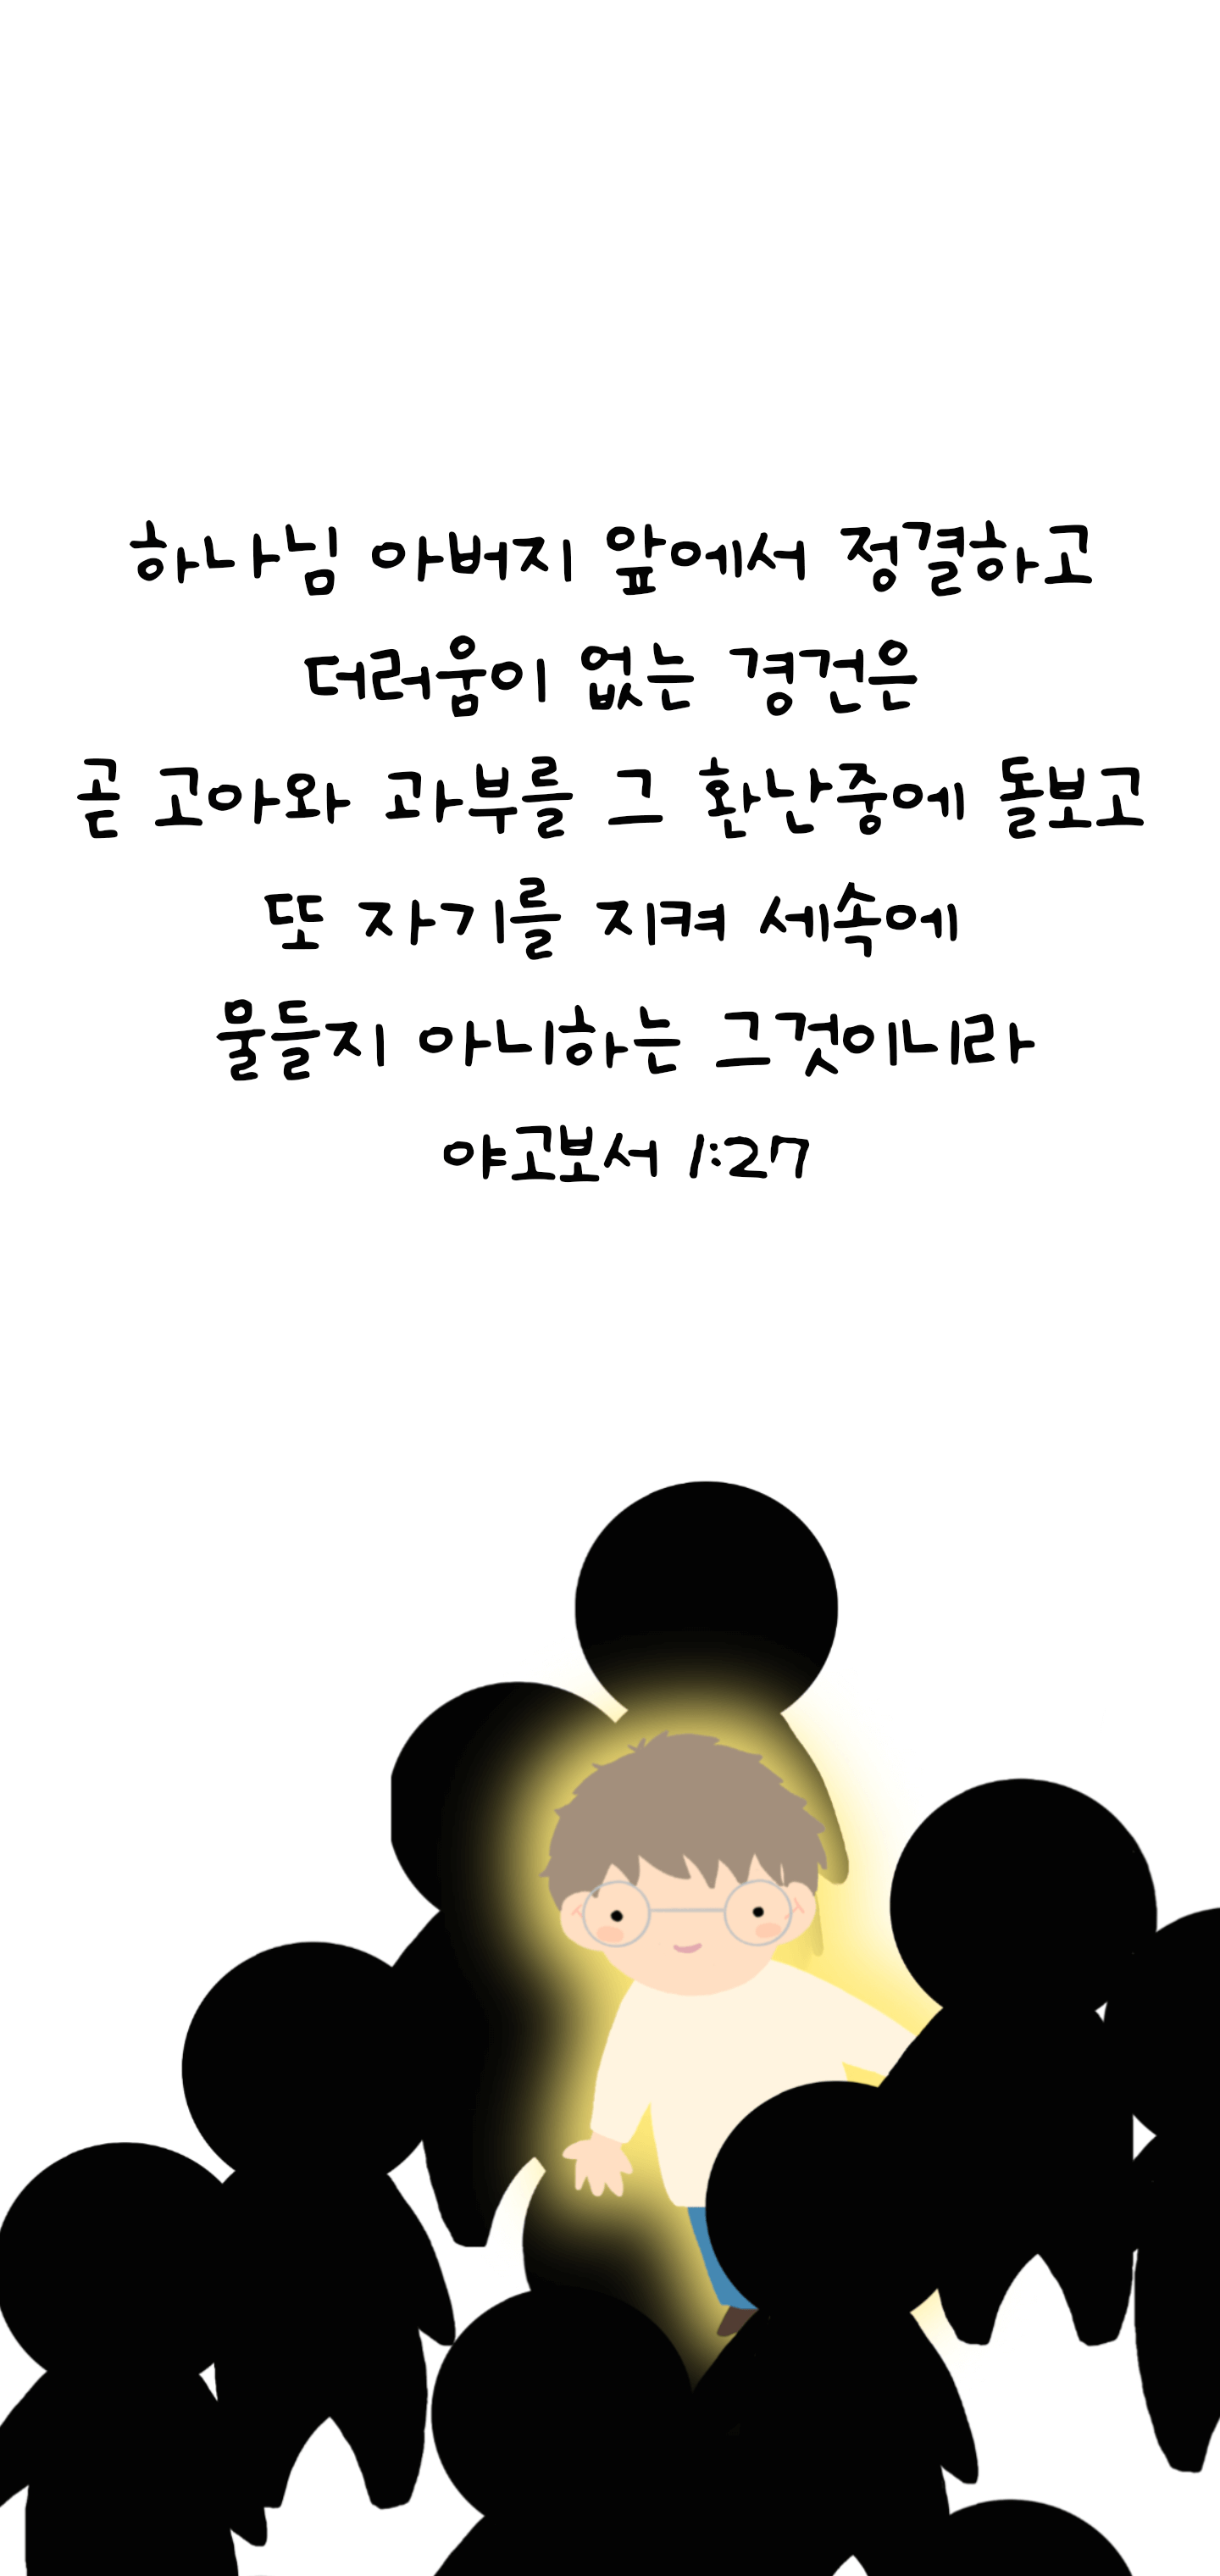 하나님 아버지 앞에서 정결하고
더러움이 없는 경건은
곧 고아와 과부를 그 환난중에 돌보고
또 자기를 지켜 세속에
물들지 아니하는 그것이니라
야고보서 1:27